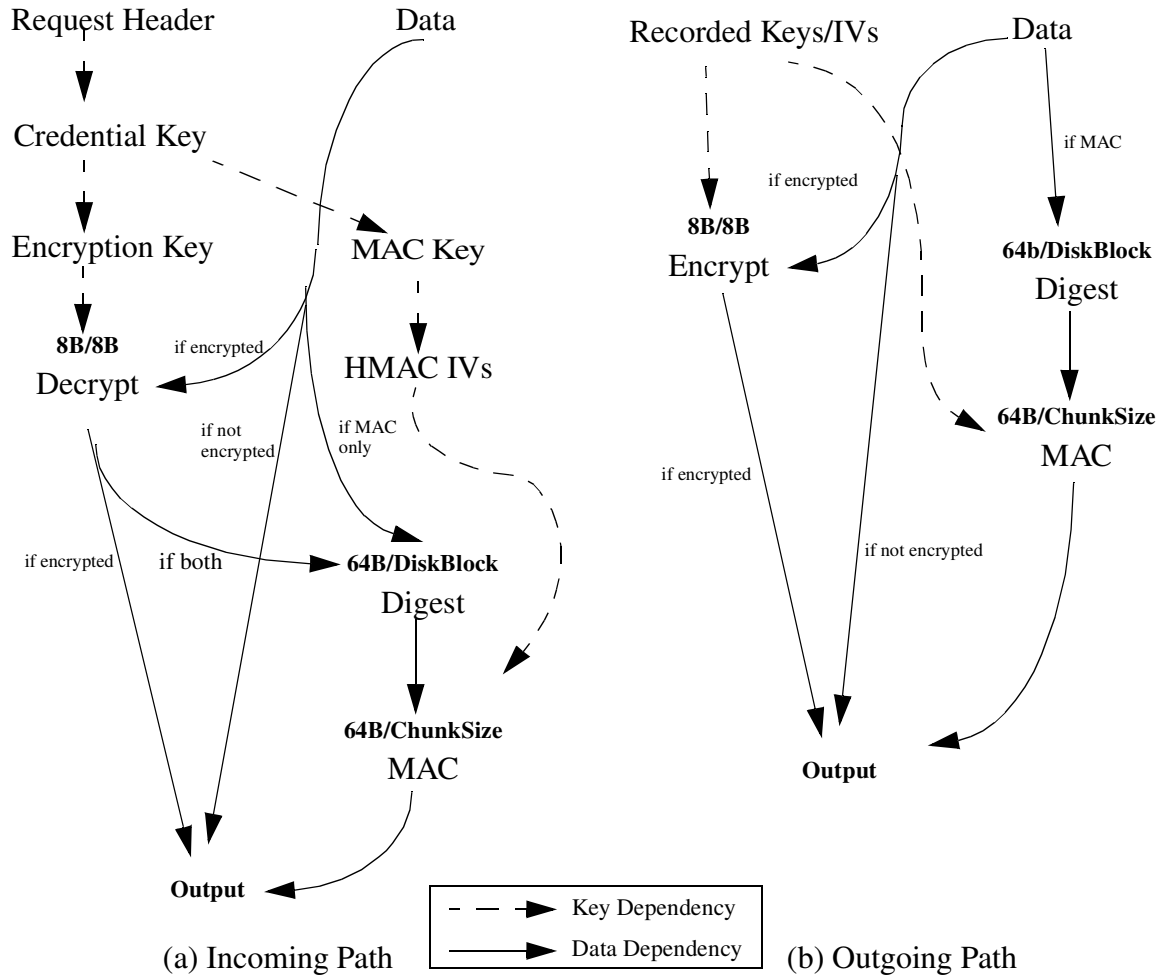 Request Header
Data
Credential Key
Encryption Key
MAC Key
8B/8B
Decrypt
if encrypted
HMAC IVs
if not
encrypted
if MAC
only
if encrypted
if both
64B/DiskBlock
Digest
64B/ChunkSize
MAC
Output
(a) Incoming Path
Recorded Keys/IVs
Data
if MAC
if encrypted
8B/8B
Encrypt
64b/DiskBlock
Digest
64B/ChunkSize
MAC
if encrypted
if not encrypted
Output
Key Dependency
Data Dependency
(b) Outgoing Path